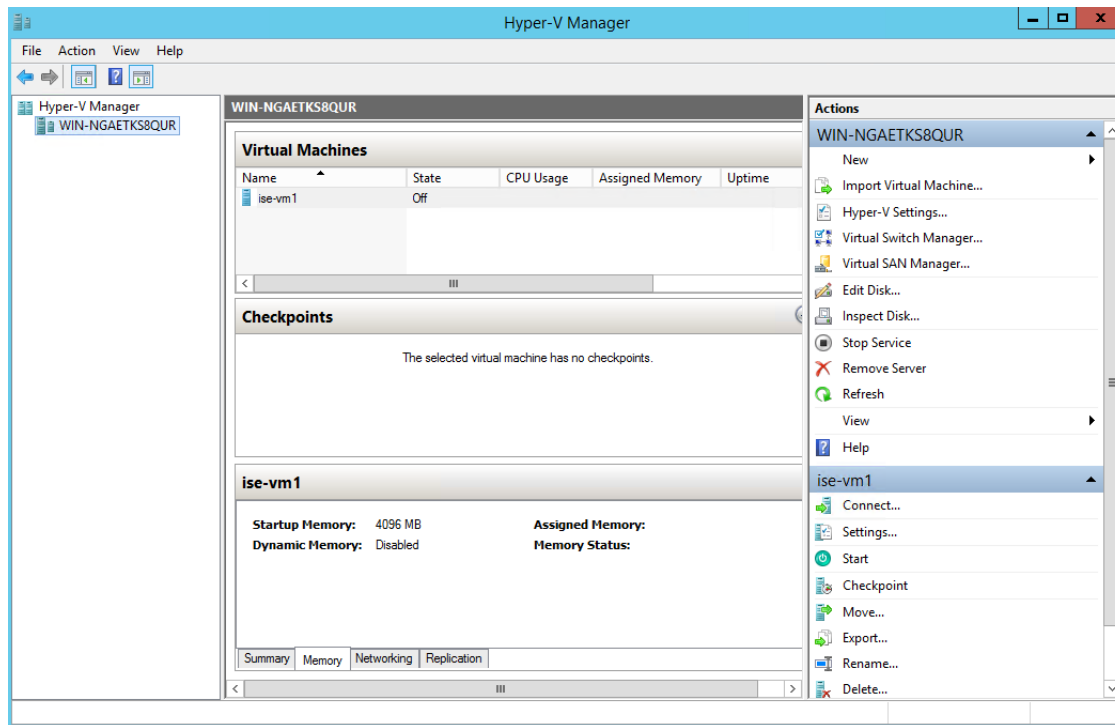 Hyper-V Manager
File Action View Help
Hyper-V Manager
WIN-NGAETKS8QUR
WIN-NGAETKS8QUR
Virtual Machines
Name State CPU Usage Assigned Memory Uptime
ise-vm1 Off
Checkpoints
The selected virtual machine has no checkpoints.
ise-vm1
Startup Memory: 4096 MB Assigned Memory:
Dynamic Memory: Disabled Memory Status:
Summary Memory Networking Replication
Actions
WIN-NGAETKS8QUR
New
Import Virtual Machine...
Hyper-V Settings...
Virtual Switch Manager...
Virtual SAN Manager...
Edit Disk...
Inspect Disk...
Stop Service
Remove Server
Refresh
View
Help
ise-vm1
Connect...
Settings...
Start
Checkpoint
Move...
Export...
Rename...
Delete...